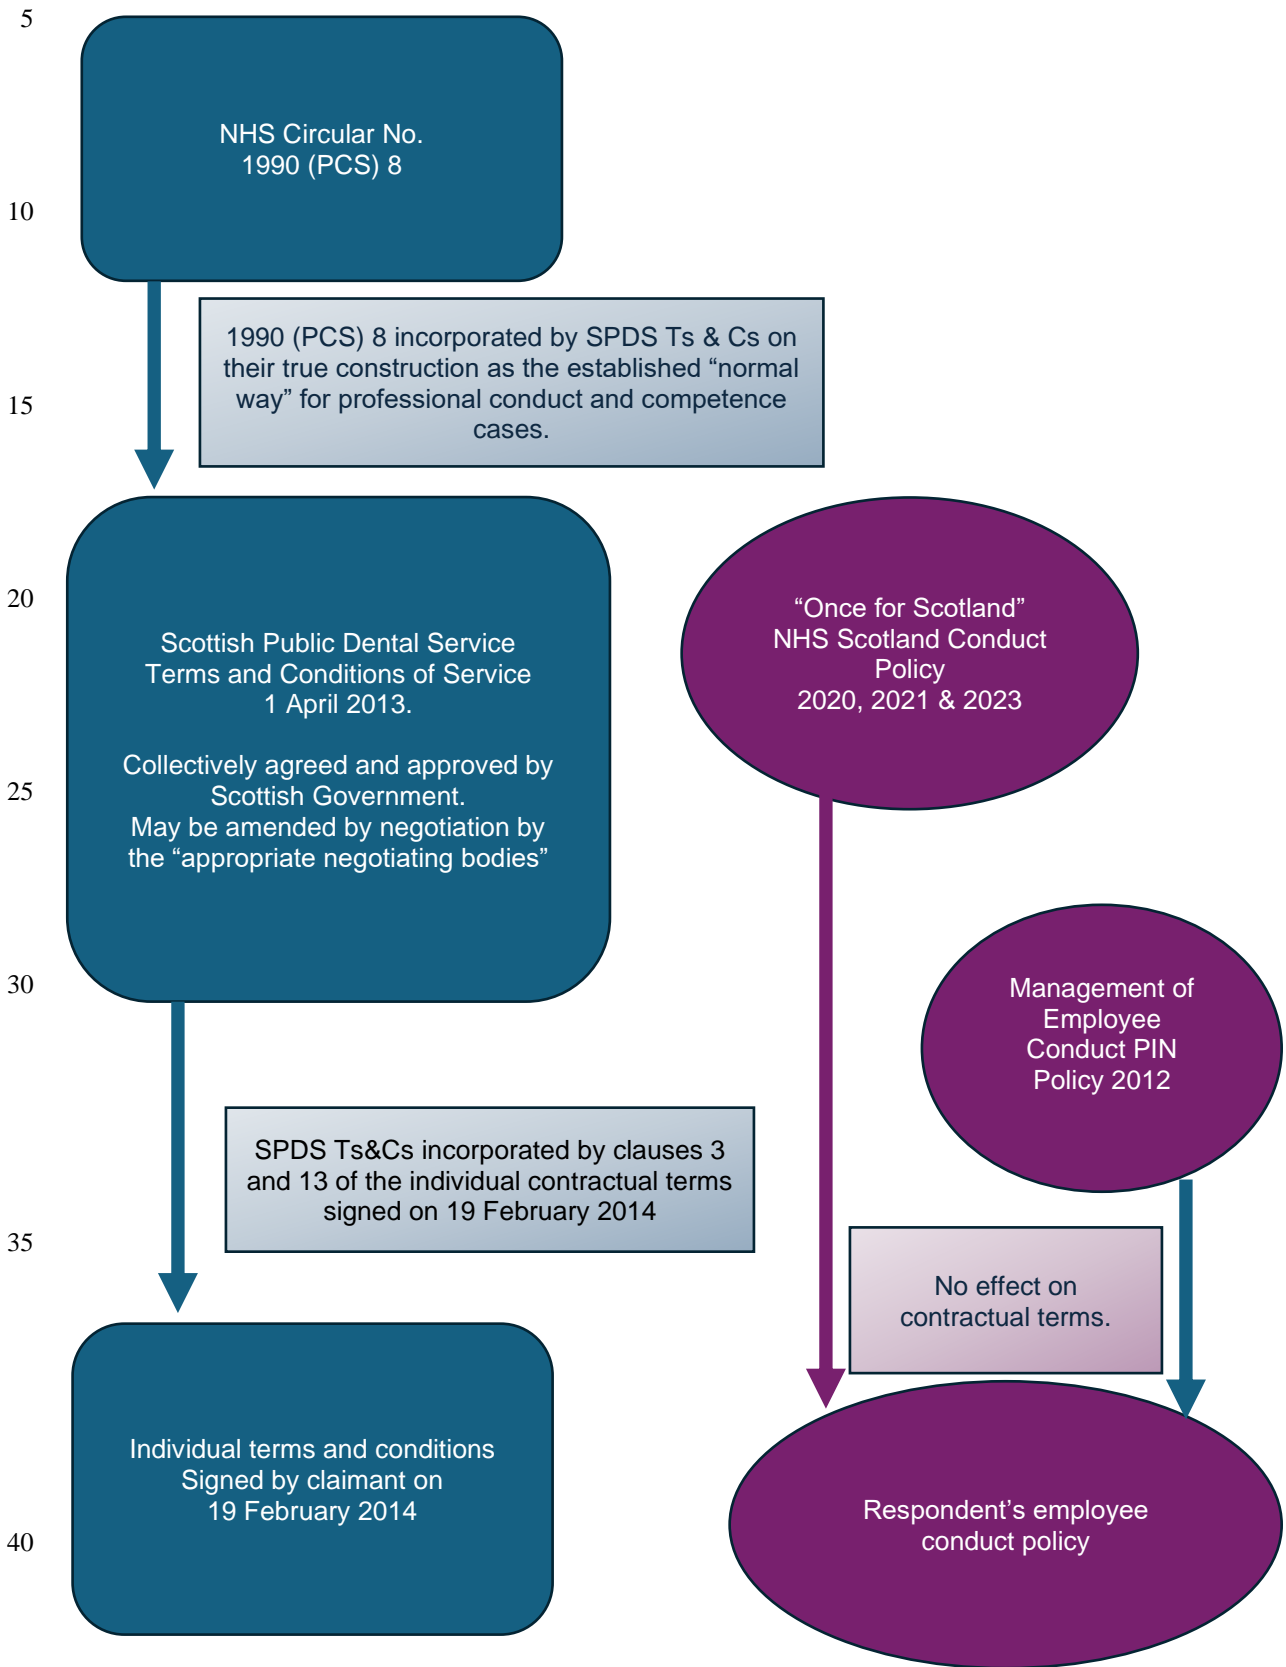 5
NHS Circular No.
1990 (PCS) 8
10
1990 (PCS) 8 incorporated by SPDS Ts & Cs on
their true construction as the established “normal
way” for professional conduct and competence
cases.
15
20
Scottish Public Dental Service
Terms and Conditions of Service
1 April 2013.
Collectively agreed and approved by
Scottish Government.
May be amended by negotiation by
the “appropriate negotiating bodies”
“Once for Scotland”
NHS Scotland Conduct
Policy
2020, 2021 & 2023
25
30
Management of
Employee
Conduct PIN
Policy 2012
SPDS Ts&Cs incorporated by clauses 3
and 13 of the individual contractual terms
signed on 19 February 2014
35
No effect on
contractual terms.
Individual terms and conditions
Signed by claimant on
19 February 2014
Respondent’s employee
conduct policy
40